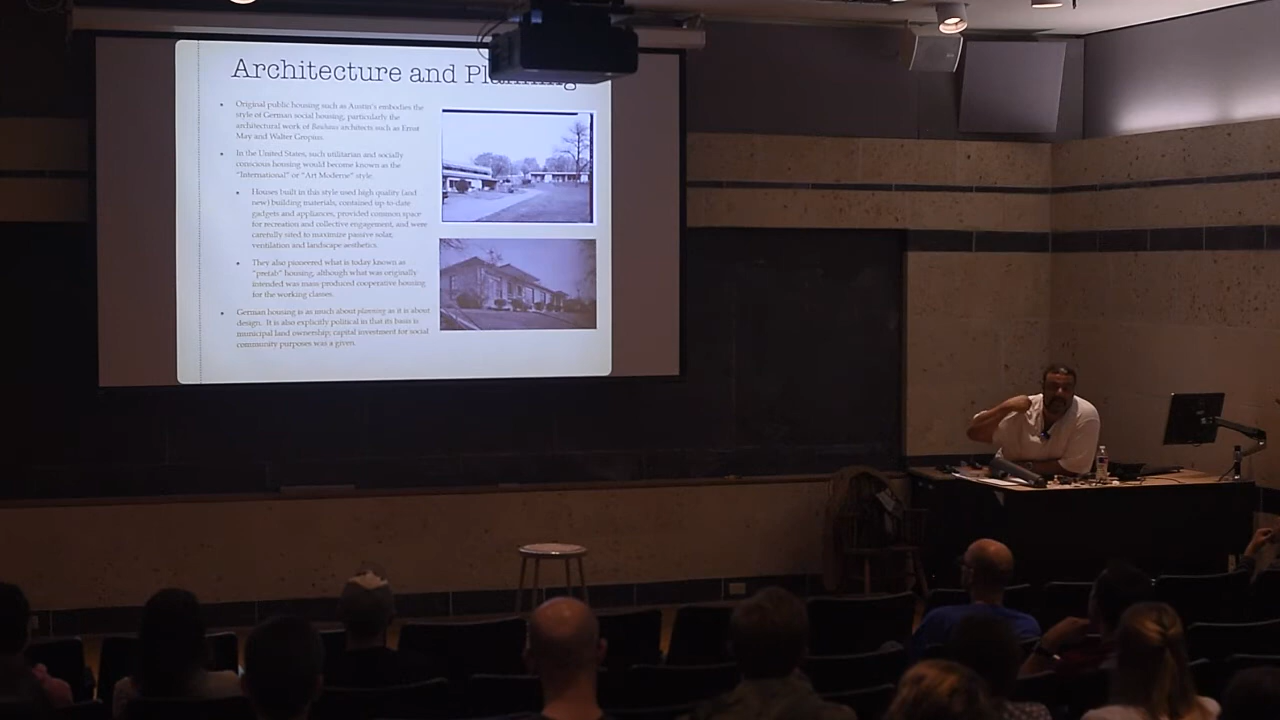 Architecture and Planning
Original public housing such as Austin's embodies the
style of German social housing, particularly the
architectural work of Bauhaus architects such as Ernst
May and Walter Gropius.
In the United States, such utilitarian and socially
conscious housing would become known as the
"International" or "Art Moderne" style.
Houses built in this style used high quality (and
new) building materials, contained up-to-date
gadgets and appliances, provided common space
for recreation and collective engagement, and were
carefully sited to maximize passive solar,
ventilation and landscape aesthetics.
They also pioneered what is today known as
"prefab" housing, although what was originally
intended was mass-produced cooperative housing
for the working classes.
German housing is as much about planning as it is about
design. It is also explicitly political in that its basis is
municipal land ownership; capital investment for social
community purposes was a given.